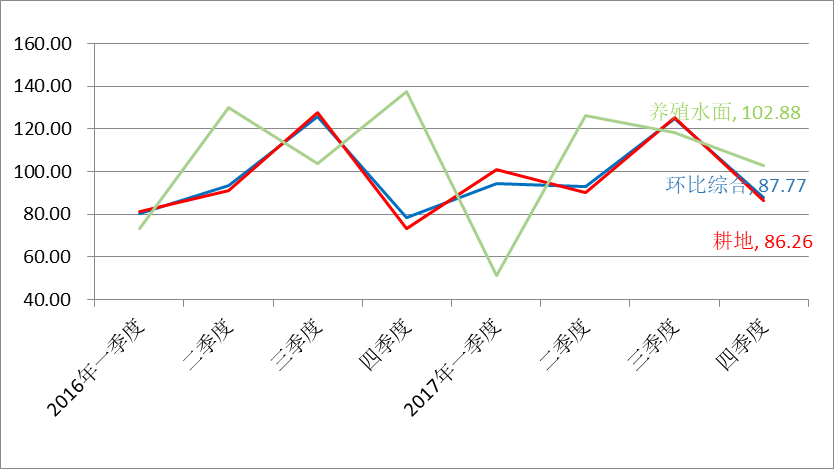 160.00
140.00
120.00
100.00
80.00
60.00
40.00
养殖水面, 102.88
环比综合, 87.77
耕地, 86.26
2016年一季度
二季度
三季度
四季度
2017年一季度
二季度
三季度
四季度